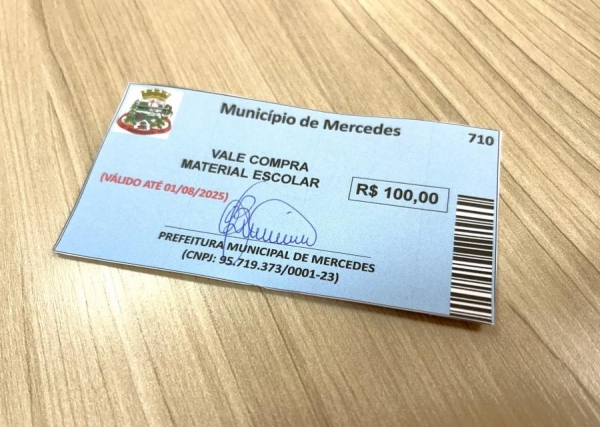 Município de Mercedes
710
VALE COMPRA
MATERIAL ESCOLAR
(VÁLIDO ATÉ 01/08/2025)
R$ 100,00
PREFEITURA MUNICIPAL DE MERCEDES
(CNPJ: 95.719.373/0001-23)